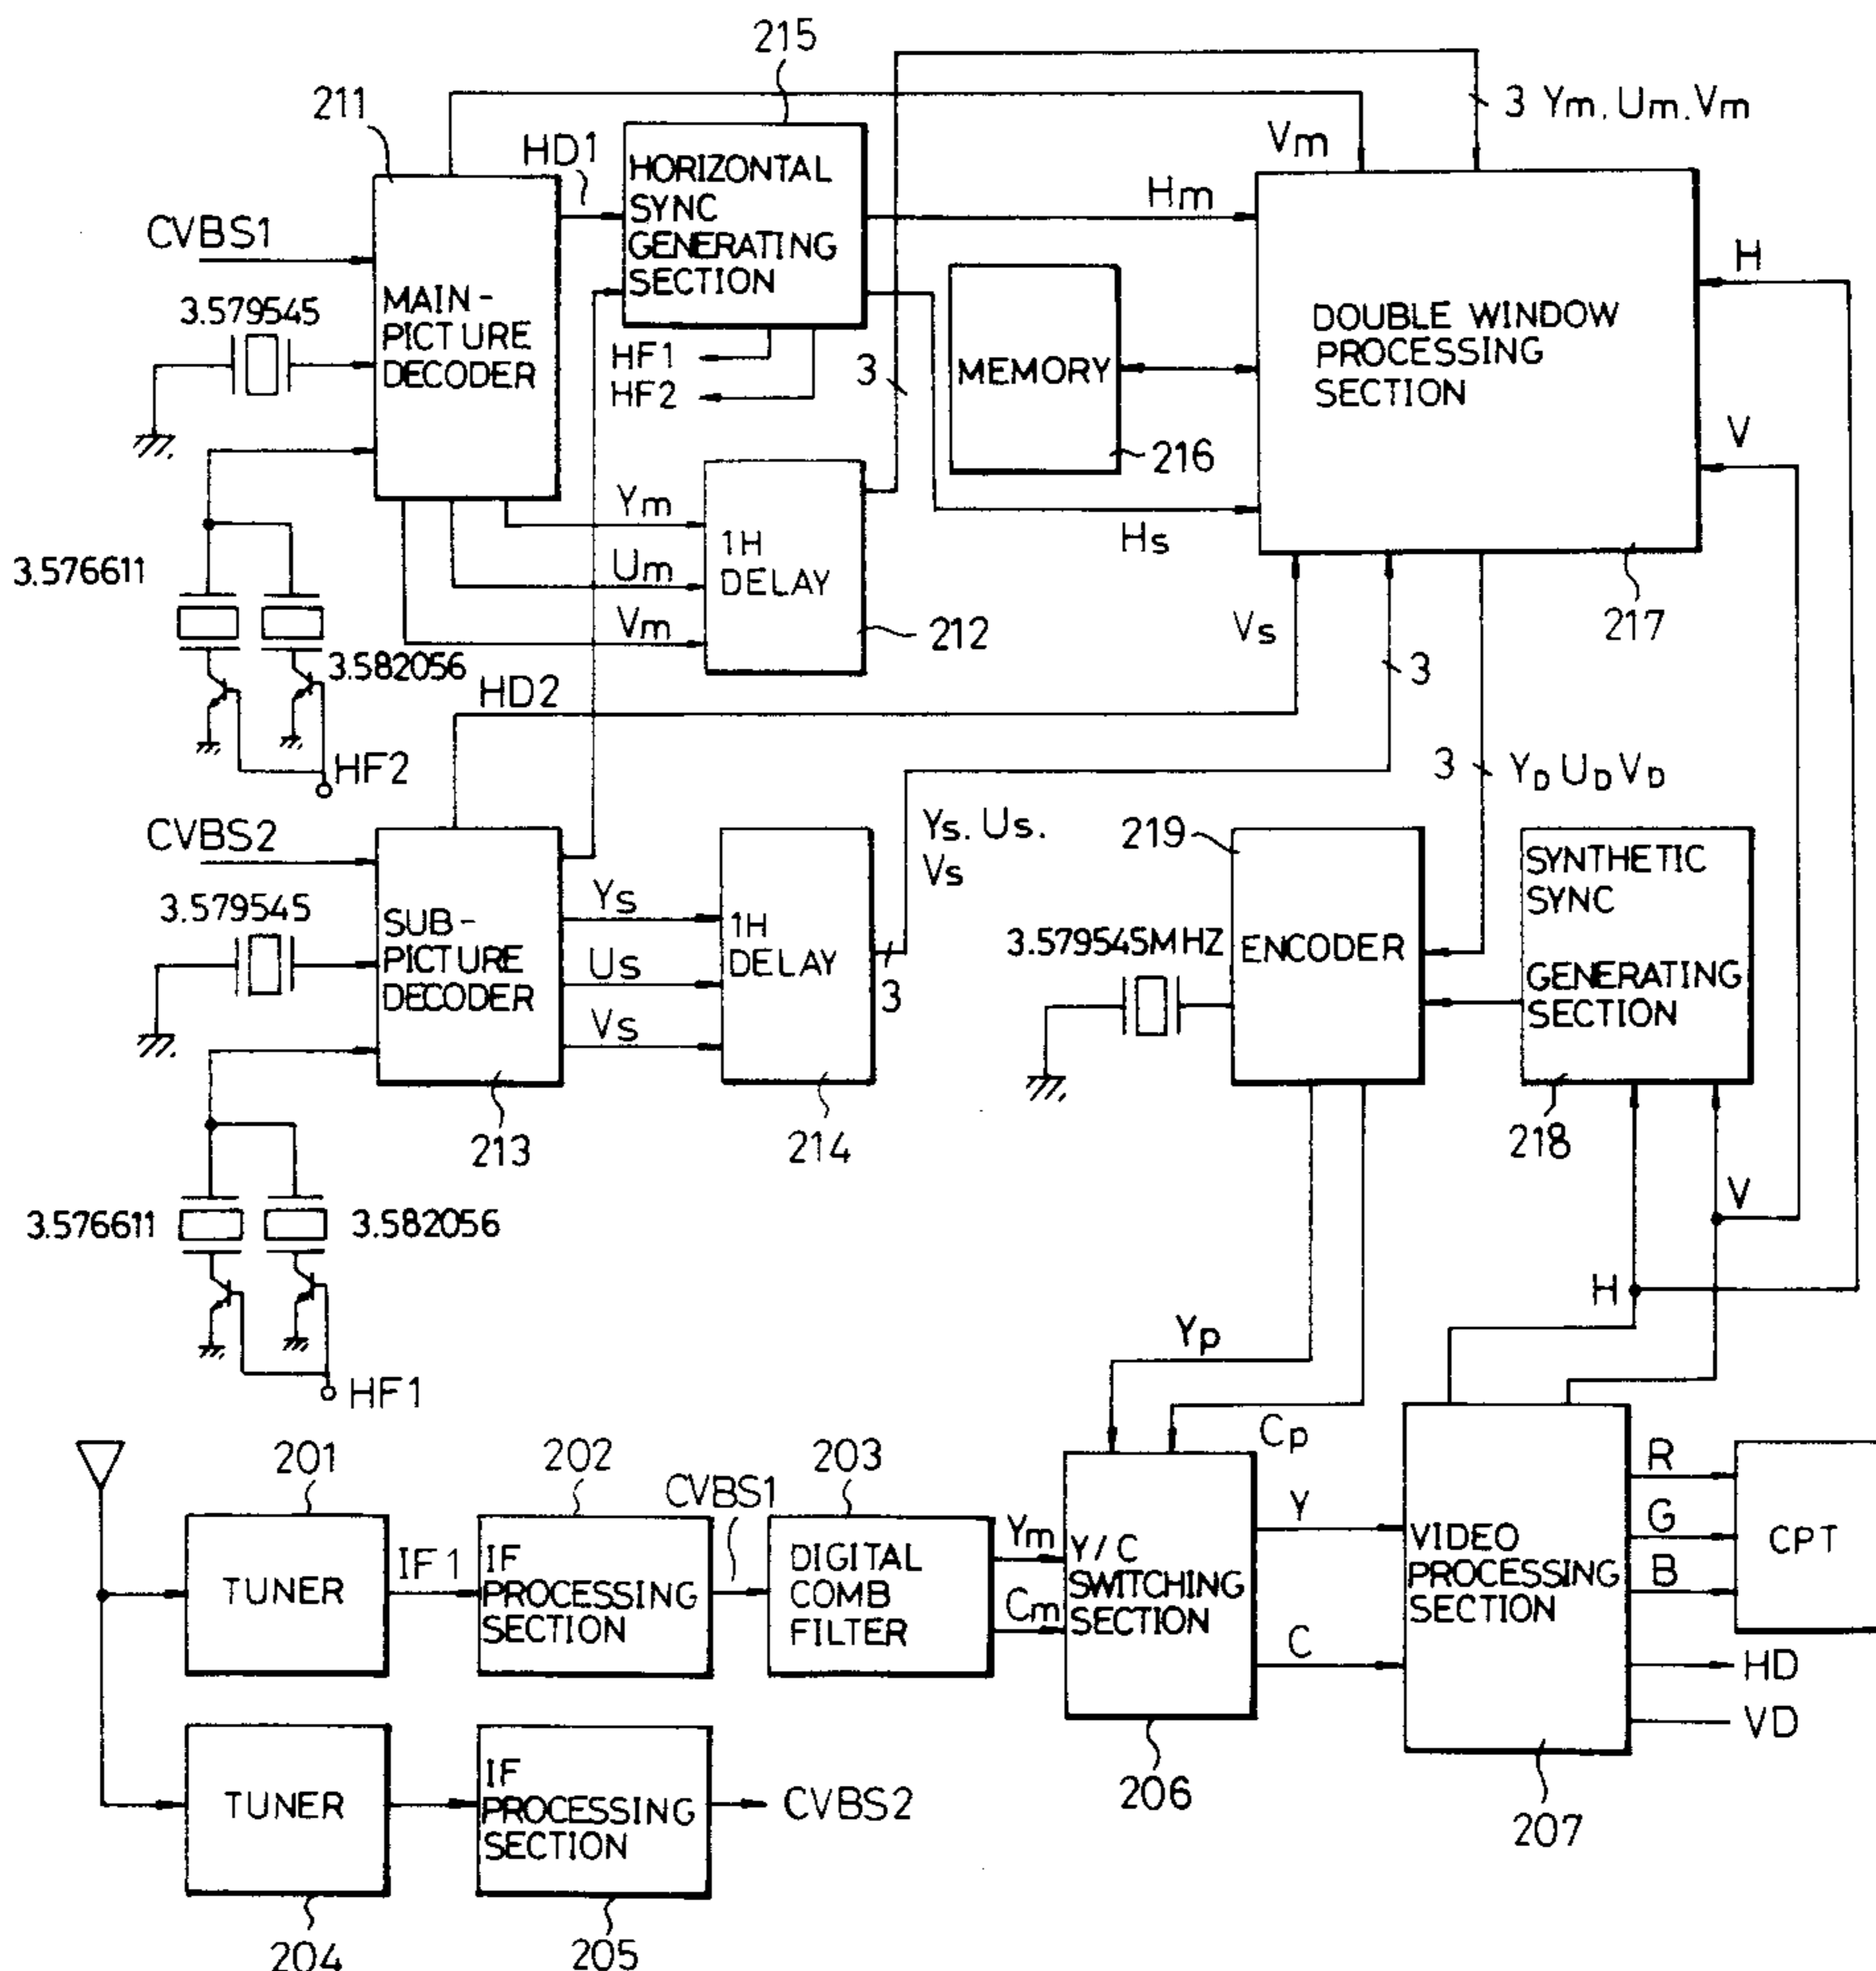 215
211
HD1
HORIZONTAL
SYNC
GENERATING
SECTION
Vm
3 Ym, Um, Vm
Hm
CVBS1
3.579545
MAIN-
PICTURE
DECODER
HF1
HF2
3
MEMORY
216
DOUBLE WINDOW
PROCESSING
SECTION
H
V
Hs
Ym
Um
Vm
1H
DELAY
212
3.576611
3.582056
HF2
HD2
Vs
3
217
3 YD UD VD
CVBS2
3.579545
SUB-
PICTURE
DECODER
Ys
Us
Vs
1H
DELAY
3
Ys. Us.
Vs
219
3.579545MHZ
ENCODER
SYNTHETIC
SYNC
GENERATING
SECTION
213
214
218
V
3.576611
3.582056
HF1
H
Yp
Cp
201
202
CVBS1
203
TUNER
IF1
IF
PROCESSING
SECTION
DIGITAL
COMB
FILTER
Ym
Cm
Y/C
SWITCHING
SECTION
Y
C
VIDEO
PROCESSING
SECTION
R
G
B
CPT
HD
VD
TUNER
IF
PROCESSING
SECTION
CVBS2
206
207
204
205